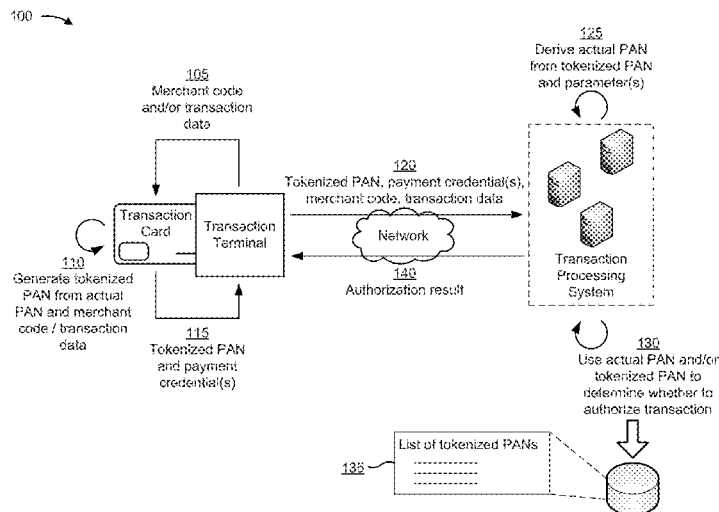 100
105
Merchant code
and/or transaction
data
Transaction
Card
Transaction
Terminal
110
Generate tokenized
PAN from actual
PAN and merchant
code / transaction
data
115
Tokenized PAN
and payment
credential(s)
120
Tokenized PAN, payment credential(s),
merchant code, transaction data
Network
140
Authorization result
125
Derive actual PAN
from tokenized PAN
and parameter(s)
Transaction
Processing
System
130
Use actual PAN and/or
tokenized PAN to
determine whether to
authorize transaction
135
List of tokenized PANs